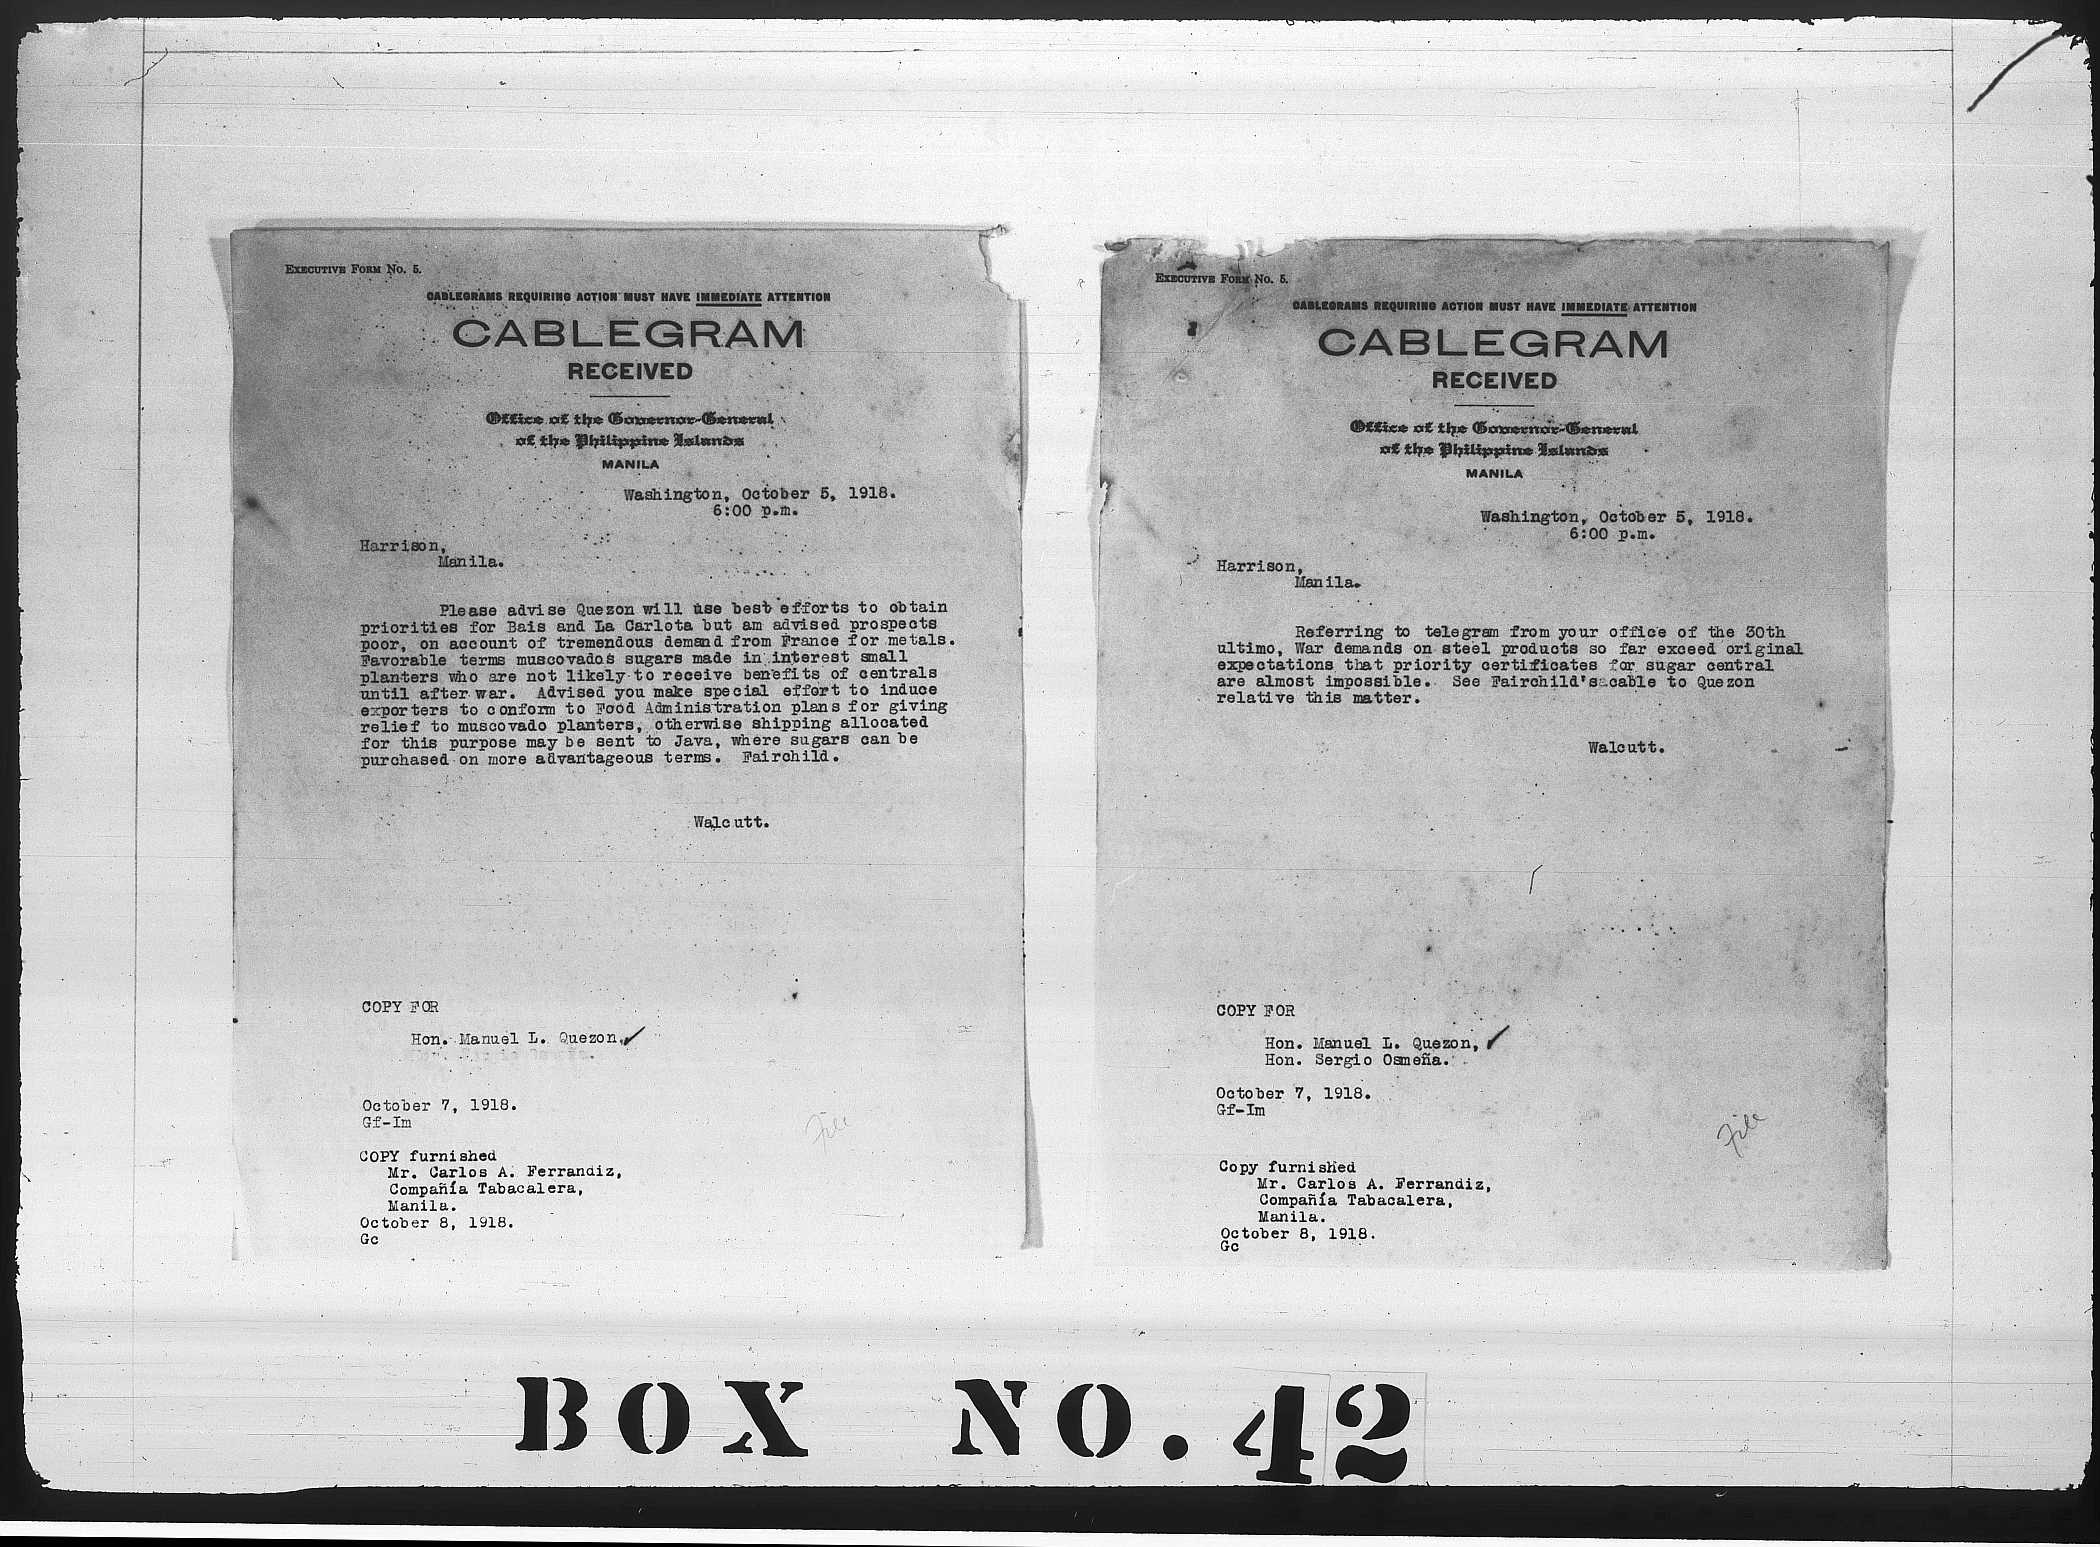 EXECUTIVE FORM NO. 5.
CABLEGRAMS REQUIRING ACTION MUST HAVE IMMEDIATE ATTENTION
CABLEGRAM
RECEIVED
Office of the Governor-General
of the Philippine Islands
MANILA
Washington, October 5, 1918.
6:00 p.m.
Harrison,
Manila.
Please advise Quezon will use best efforts to obtain
priorities for Bais and La Carlota but am advised prospects
poor, on account of tremendous demand from France for metals.
Favorable terms muscovados sugars made in interest small
planters who are not likely to receive benefits of centrals
until after war. Advised you make special effort to induce
exporters to conform to Food Administration plans for giving
relief to muscovado planters, otherwise shipping allocated
for this purpose may be sent to Java, where sugars can be
purchased on more advantageous terms. Fairchild.
Walcutt.
COPY FOR
Hon. Manuel L. Quezon,
October 7, 1918.
Gf-Im
File
COPY furnished
Mr. Carlos A. Ferrandiz,
Compañía Tabacalera,
Manila.
October 8, 1918.
Gc
EXECUTIVE FORM NO. 5.
CABLEGRAMS REQUIRING ACTION MUST HAVE IMMEDIATE ATTENTION
CABLEGRAM
RECEIVED
Office of the Governor-General
of the Philippine Islands
MANILA
Washington, October 5, 1918.
6:00 p.m.
Harrison,
Manila.
Referring to telegram from your office of the 30th
ultimo, War demands on steel products so far exceed original
expectations that priority certificates for sugar central
are almost impossible. See Fairchild's cable to Quezon
relative this matter.
Walcutt.
COPY FOR
Hon. Manuel L. Quezon,
Hon. Sergio Osmeña.
October 7, 1918.
Gf-Im
File
Copy furnished
Mr. Carlos A. Ferrandiz,
Compañía Tabacalera,
Manila.
October 8, 1918.
Gc
BOX NO. 42